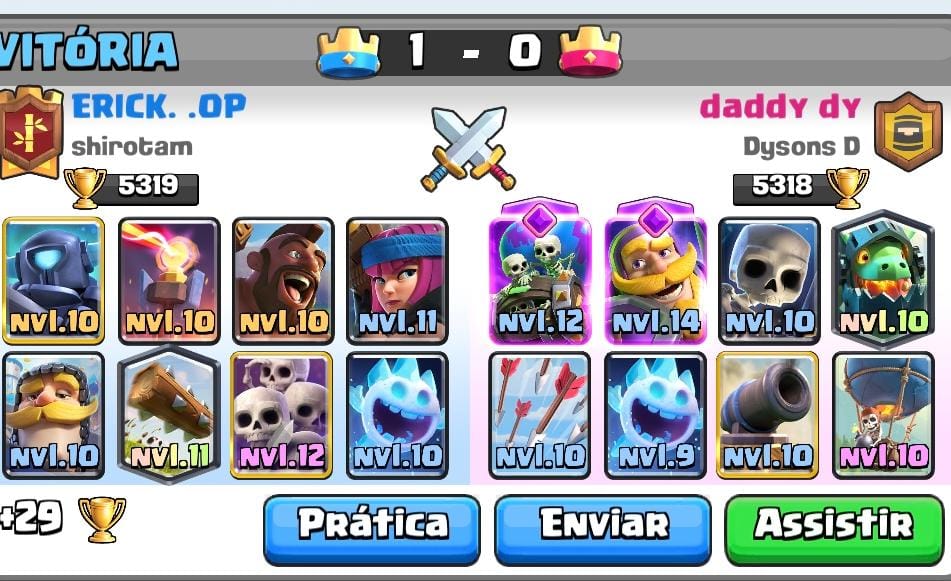 VITÓRIA 1 - 0
ERICK. .OP daddy dy
shirotam Dysons D
5319 5318
nvl.10 nvl.10 nvl.10 nvl.11 nvl.12 nvl.14 nvl.10 nvl.10
nvl.10 nvl.11 nvl.12 nvl.10 nvl.10 nvl.9 nvl.10 nvl.10
+29 Prática Enviar Assistir